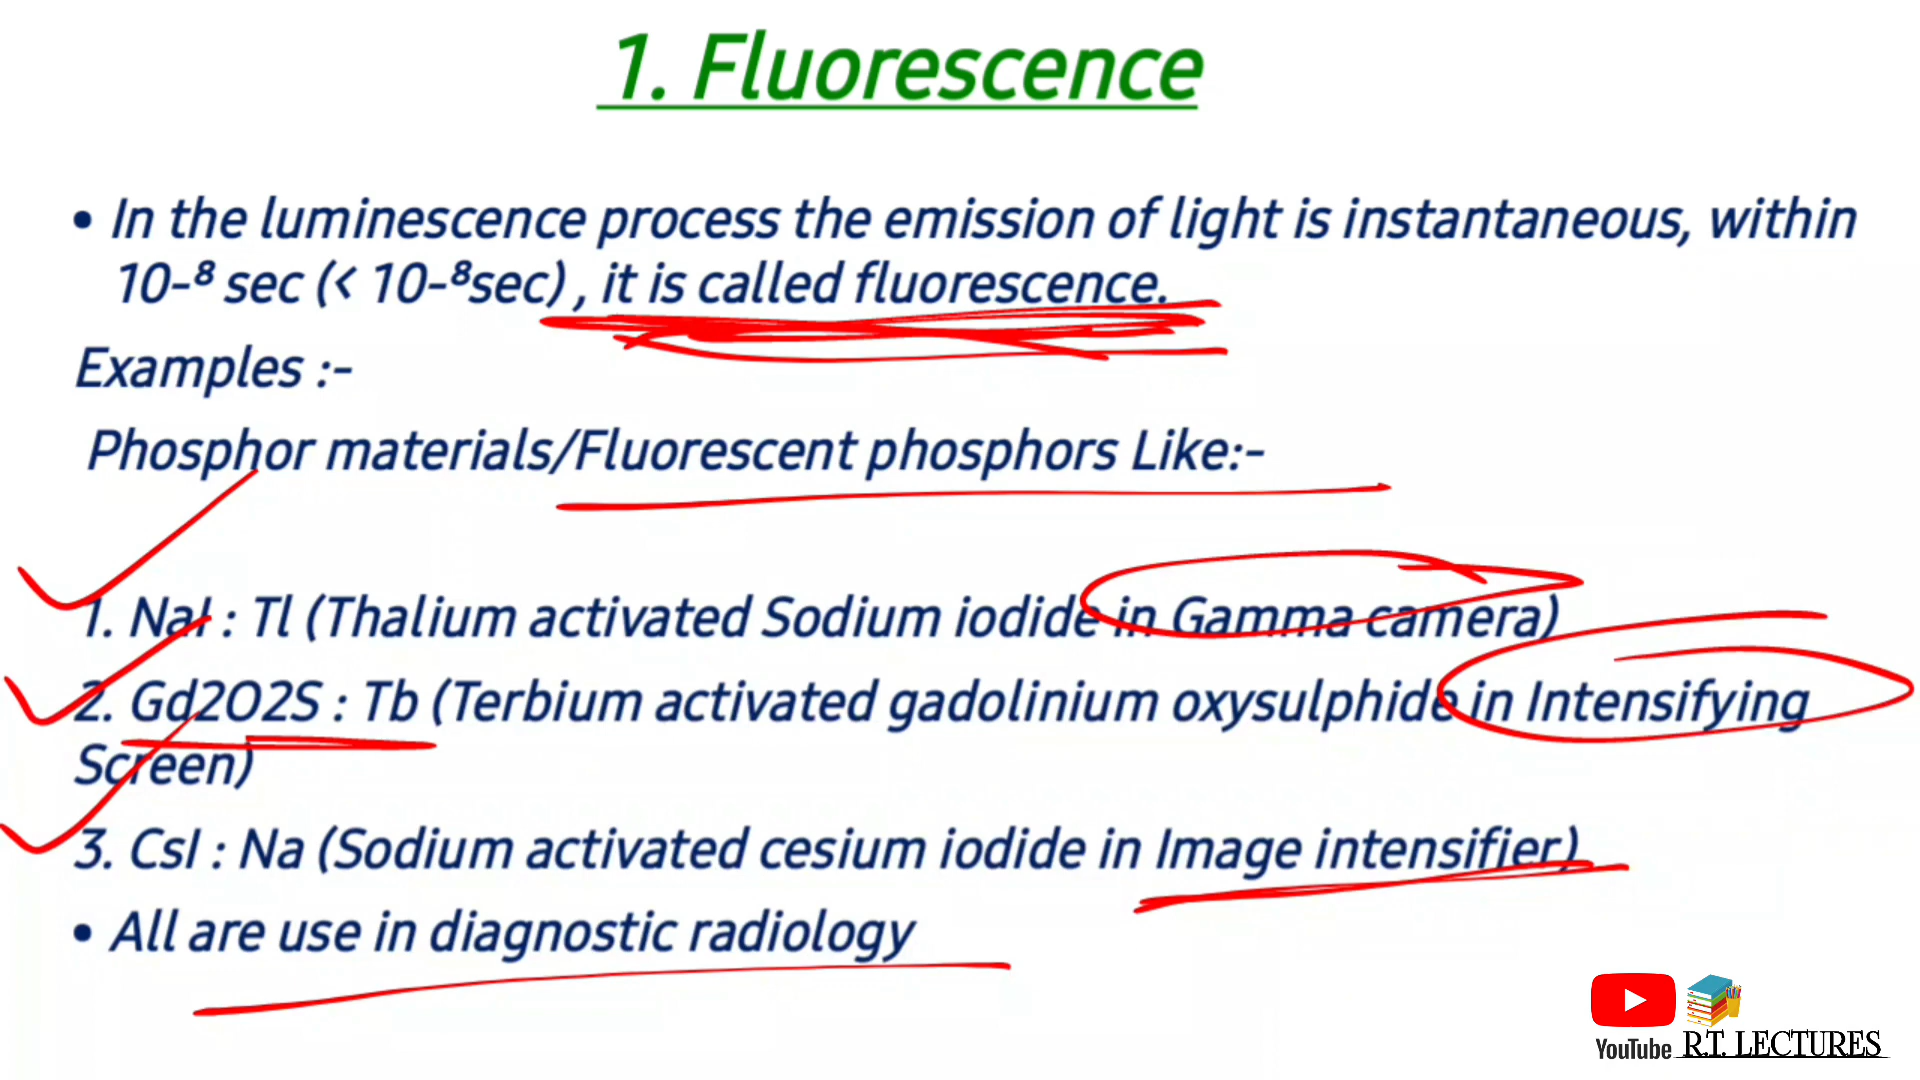 1. Fluorescence
• In the luminescence process the emission of light is instantaneous, within
10-⁸ sec (< 10-⁸sec) , it is called fluorescence.
Examples :-
Phosphor materials/Fluorescent phosphors Like:-
1. NaI : Tl (Thalium activated Sodium iodide in Gamma camera)
2. Gd2O2S : Tb (Terbium activated gadolinium oxysulphide in Intensifying
Screen)
3. CsI : Na (Sodium activated cesium iodide in Image intensifier)
• All are use in diagnostic radiology
YouTube R.T. LECTURES